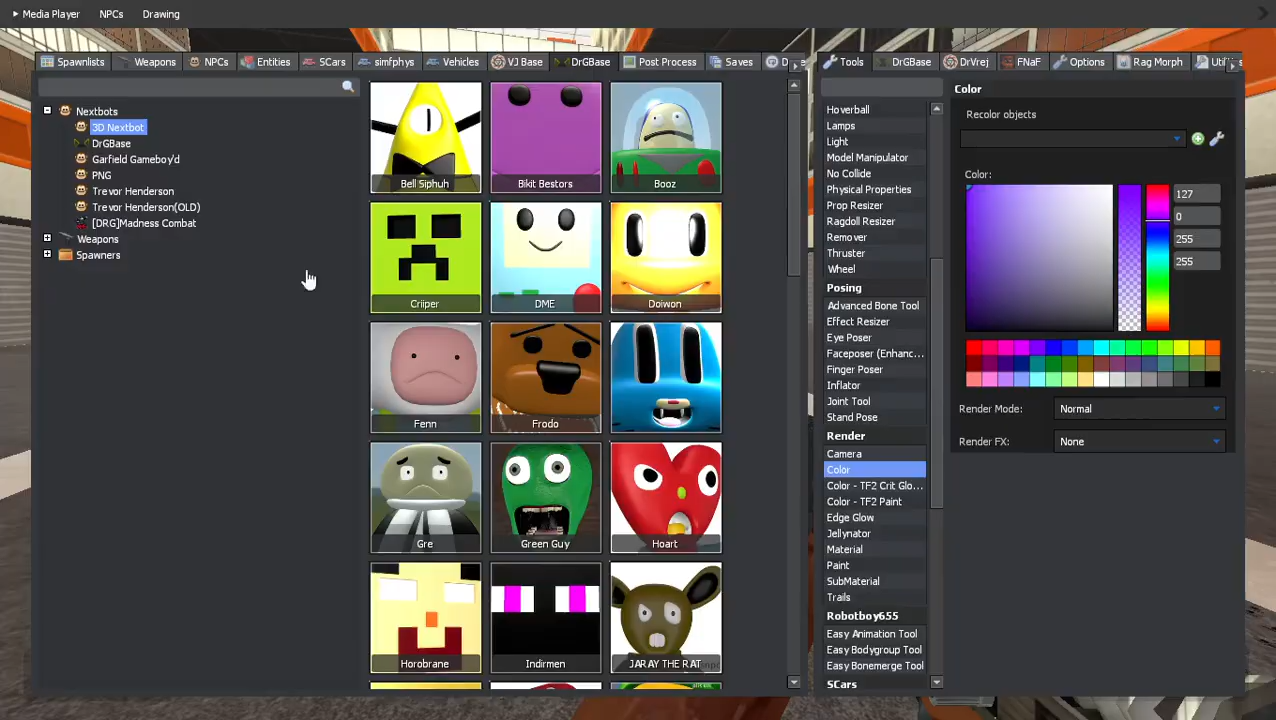 Media Player NPCs Drawing
Spawnlists Weapons NPCs Entities SCars simfphys Vehicles VJ Base DrGBase Post Process Saves
Tools DrGBase DrVrej FNaF Options Rag Morph
Nextbots
3D Nextbot
DrGBase
Garfield Gameboy'd
PNG
Trevor Henderson
Trevor Henderson(OLD)
[DRG]Madness Combat
Weapons
Spawners
Bell Siphuh Bikit Bestors Booz
Criiper DME Doiwon
Fenn Frodo
Gre Green Guy Hoart
Horobrane Indirmen JARAY THE RAT
Hoverball
Lamps
Light
Model Manipulator
No Collide
Physical Properties
Prop Resizer
Ragdoll Resizer
Remover
Thruster
Wheel
Posing
Advanced Bone Tool
Effect Resizer
Eye Poser
Faceposer (Enhanc...
Finger Poser
Inflator
Joint Tool
Stand Pose
Render
Camera
Color
Color - TF2 Crit Glo...
Color - TF2 Paint
Edge Glow
Jellynator
Material
Paint
SubMaterial
Trails
Robotboy655
Easy Animation Tool
Easy Bodygroup Tool
Easy Bonemerge Tool
SCars
Color
Recolor objects
Color:
127
0
255
255
Render Mode: Normal
Render FX: None